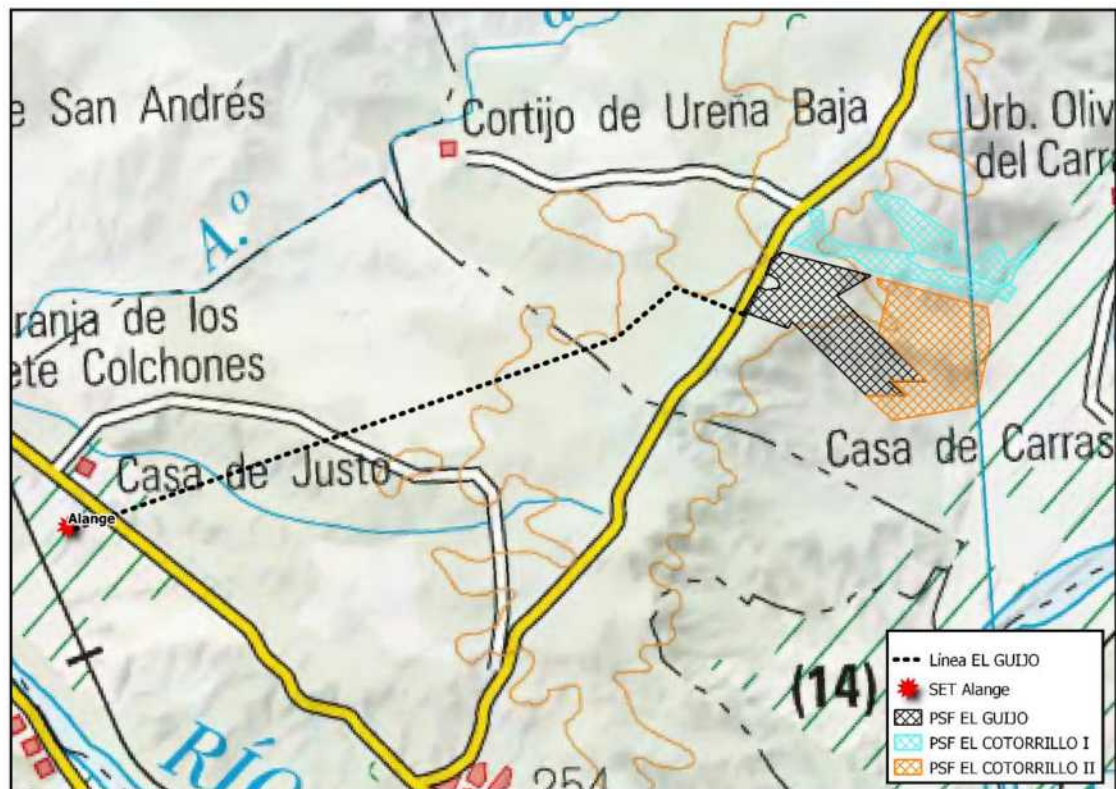 e San Andrés
Cortijo de Ureña Baja
Urb. Oliv
del Carra
A.º
ranja de los
ete Colchones
Casa de Justo
Alange
Casa de Carras
(14)
RÍO
254
Línea EL GUIJO
SET Alange
PSF EL GUIJO
PSF EL COTORRILLO I
PSF EL COTORRILLO II